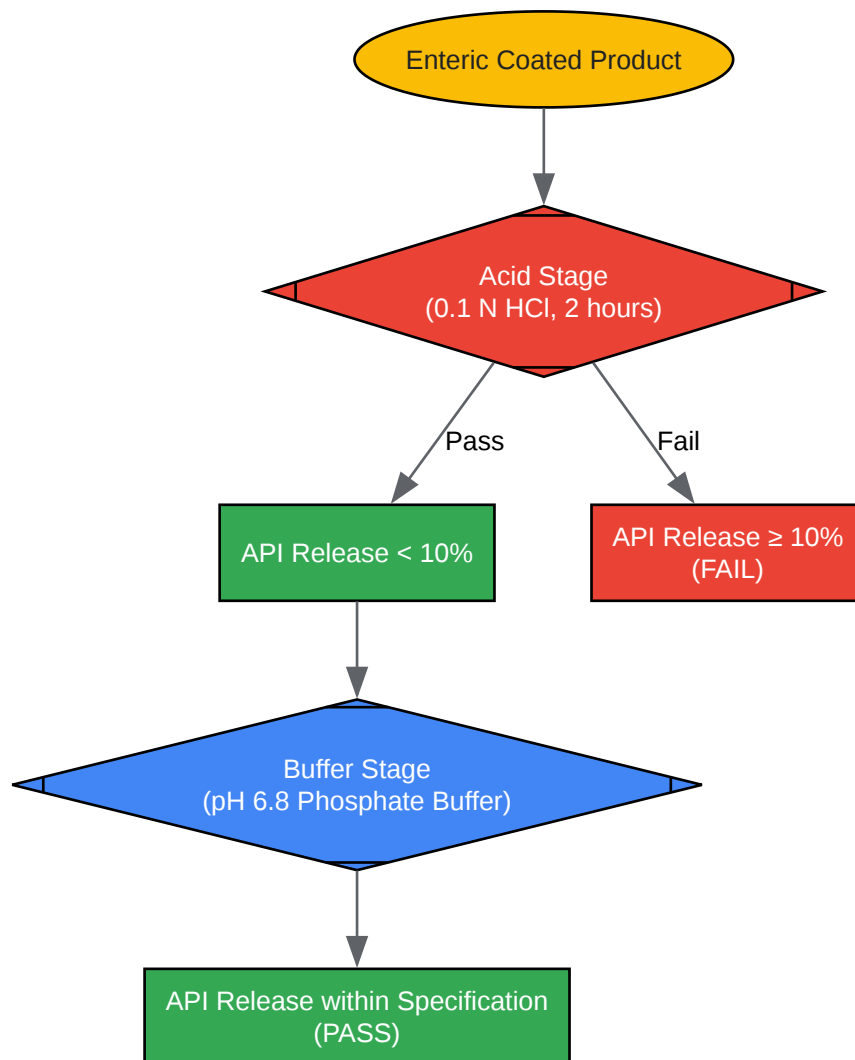 Enteric Coated Product
Acid Stage
(0.1 N HCl, 2 hours)
Pass
Fail
API Release < 10%
API Release ≥ 10%
(FAIL)
Buffer Stage
(pH 6.8 Phosphate Buffer)
API Release within Specification
(PASS)